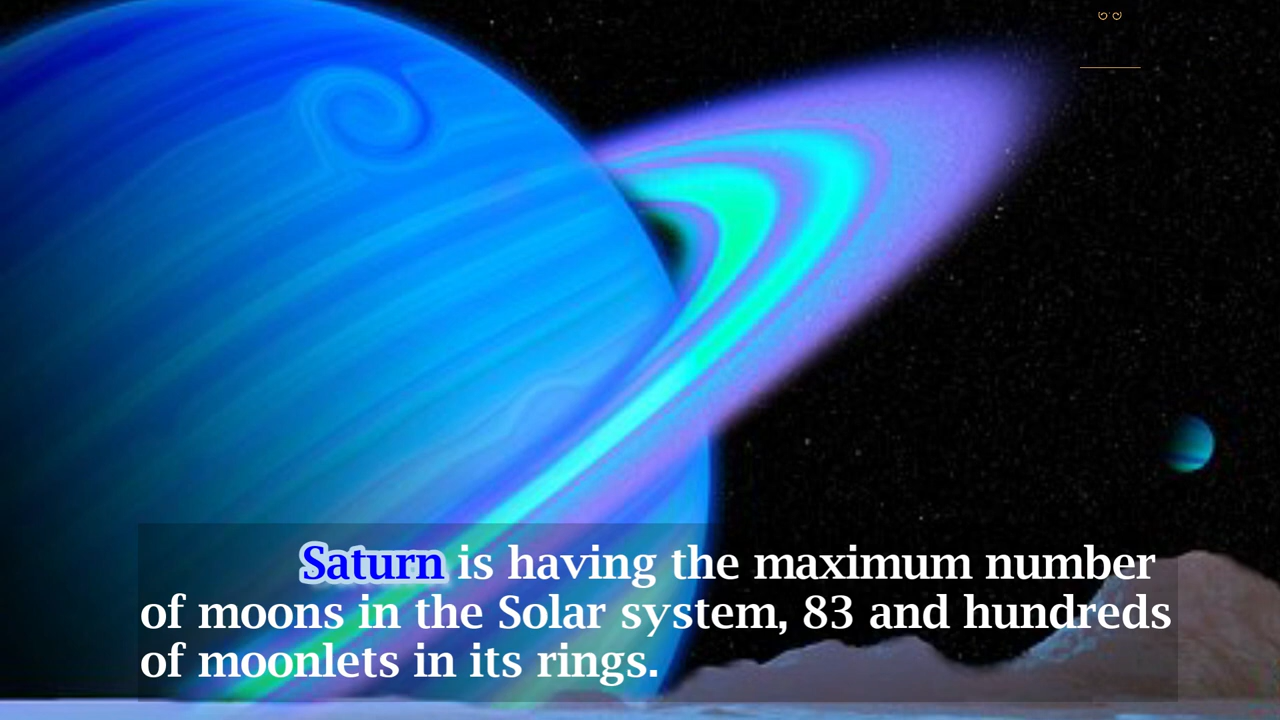 Saturn is having the maximum number
of moons in the Solar system, 83 and hundreds
of moonlets in its rings.